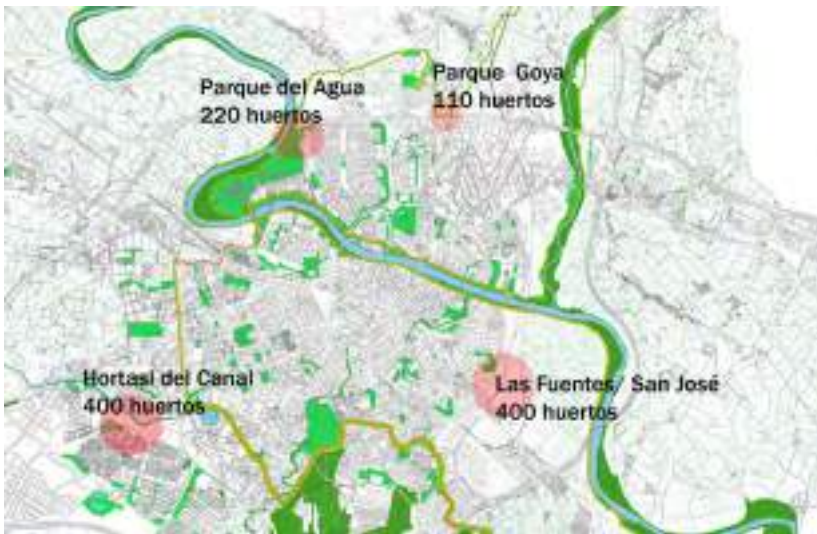 Parque del Agua
220 huertos
Parque Goya
110 huertos
Hortasl del Canal
400 huertos
Las Fuentes/ San José
400 huertos